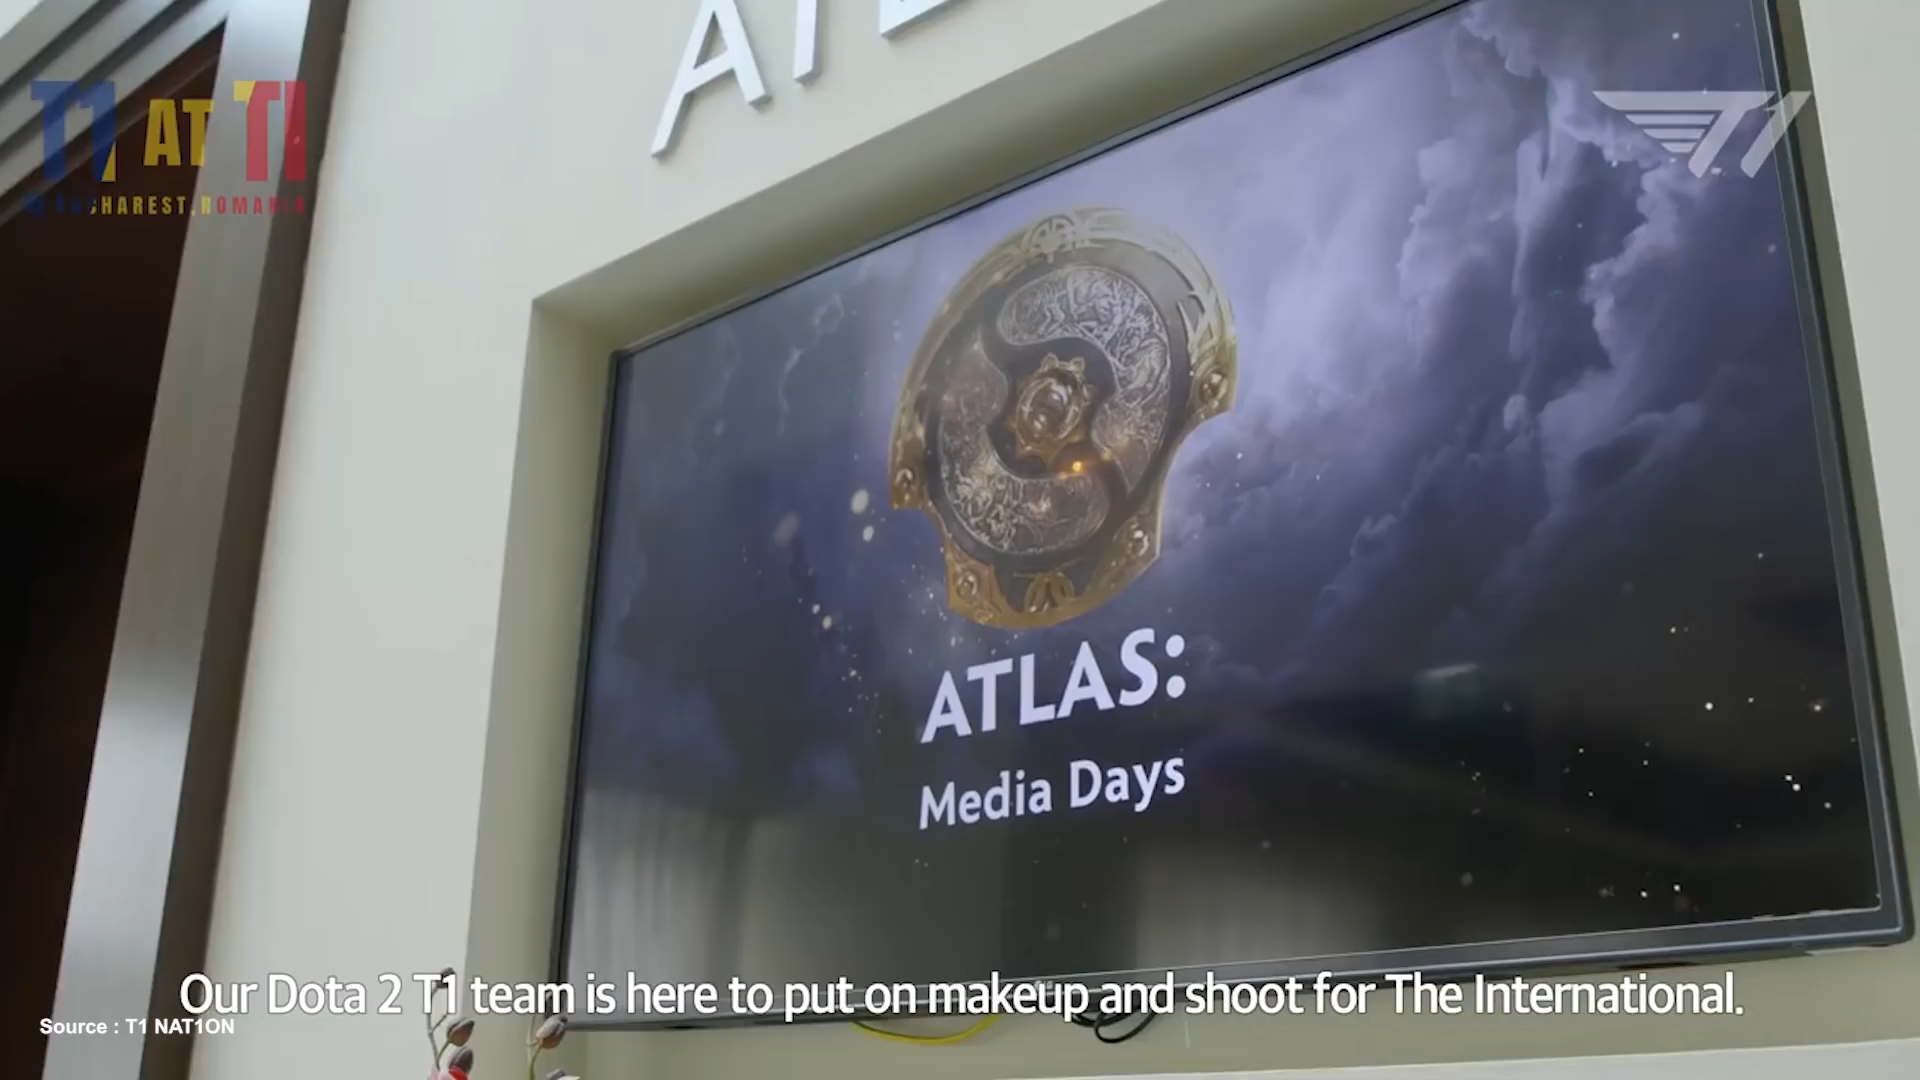 T1 AT TI
BUCHAREST, ROMANIA
T1
ATLAS:
Media Days
Our Dota 2 T1 team is here to put on makeup and shoot for The International.
Source : T1 NAT1ON